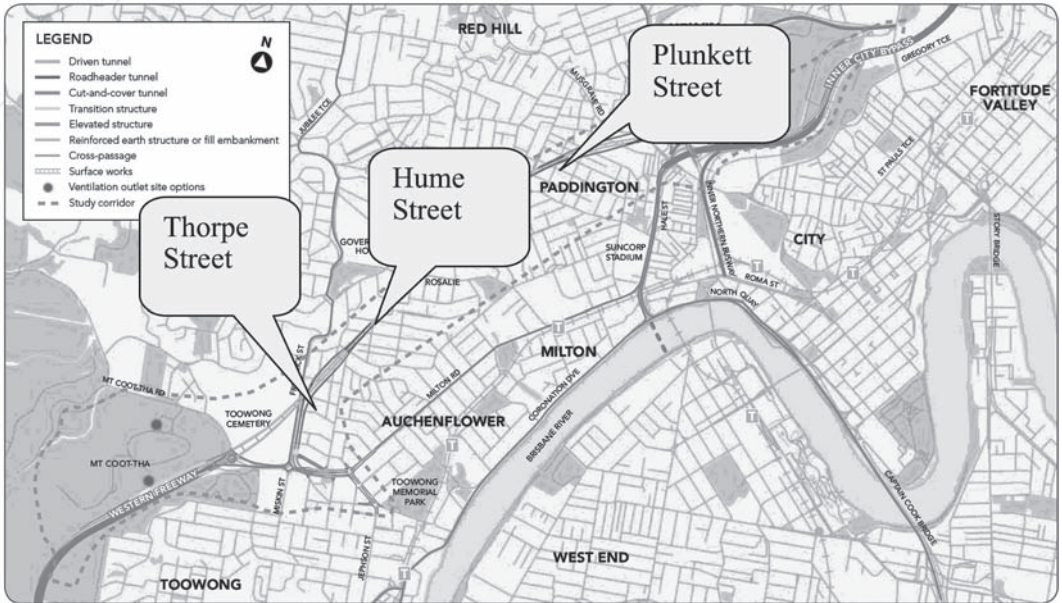 LEGEND
N
Driven tunnel
Roadheader tunnel
Cut-and-cover tunnel
Transition structure
Elevated structure
Reinforced earth structure or fill embankment
Cross-passage
Surface works
Ventilation outlet site options
Study corridor
RED HILL
Plunkett
Street
MUSGRAVE RD
INNER CITY BYPASS
GREGORY TCE
FORTITUDE
VALLEY
JUBILEE TCE
ST PAULS TCE
Hume
Street
PADDINGTON
Thorpe
Street
HALE ST
INNER NORTHERN BUSWAY
CITY
STORY BRIDGE
SUNCORP
STADIUM
ROSALIE
ROMA ST
NORTH QUAY
MT COOT-THA RD
MILTON RD
MILTON
CORONATION DVE
TOOWONG
CEMETERY
AUCHENFLOWER
BRISBANE RIVER
MT COOT-THA
WESTERN FREEWAY
MISKIN ST
TOOWONG
MEMORIAL
PARK
CAPTAIN COOK BRIDGE
JEPHSON ST
WEST END
TOOWONG
T
T
T
T
T
T
T